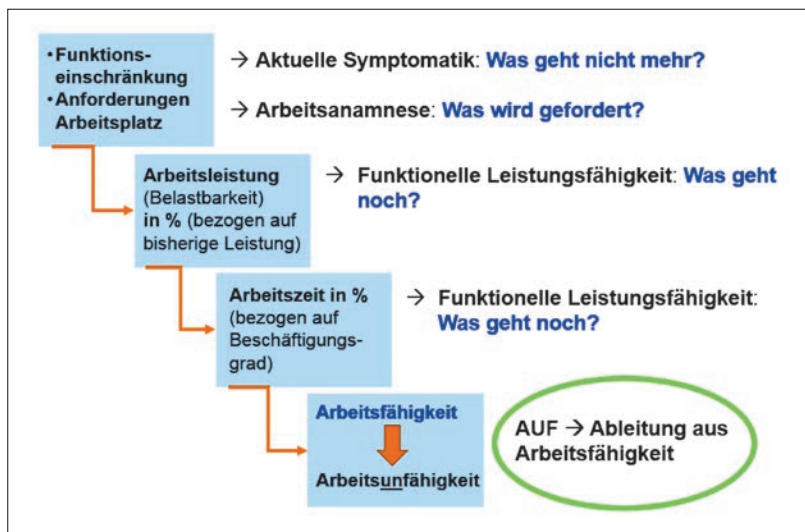 • Funktions-
einschränkung
• Anforderungen
Arbeitsplatz
→ Aktuelle Symptomatik: Was geht nicht mehr?
→ Arbeitsanamnese: Was wird gefordert?
Arbeitsleistung
(Belastbarkeit)
in % (bezogen auf
bisherige Leistung)
→ Funktionelle Leistungsfähigkeit: Was geht
noch?
Arbeitszeit in %
(bezogen auf
Beschäftigungs-
grad)
→ Funktionelle Leistungsfähigkeit:
Was geht noch?
Arbeitsfähigkeit
Arbeitsunfähigkeit
AUF → Ableitung aus
Arbeitsfähigkeit